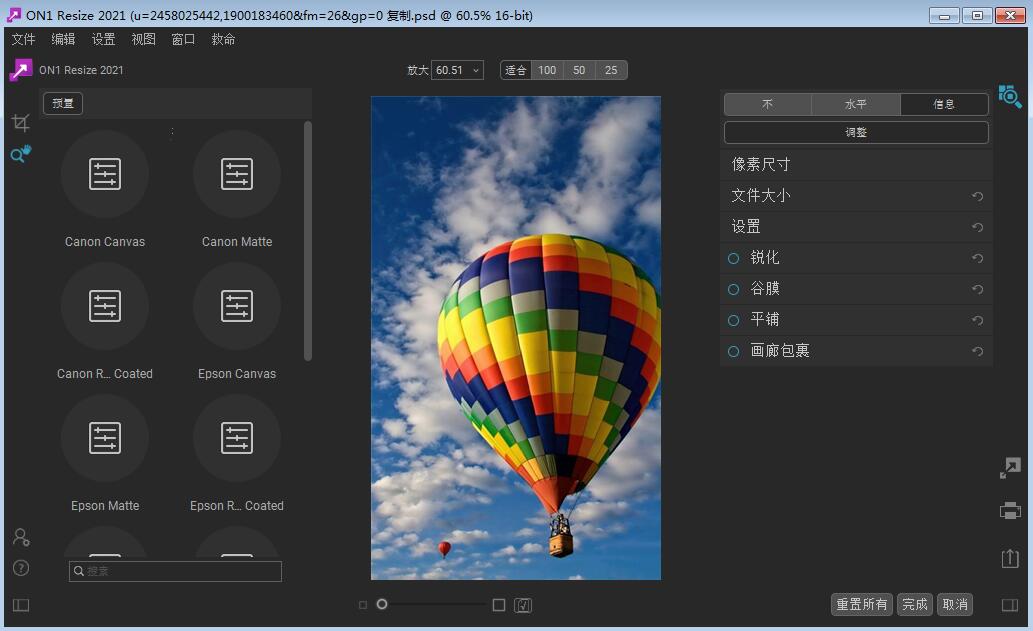 ON1 Resize 2021 (u=2458025442,1900183460&fm=26&gp=0 复制.psd @ 60.5% 16-bit)
文件 编辑 设置 视图 窗口 救命
ON1 Resize 2021
放大 60.51 适合 100 50 25
预置
不 水平 信息
调整
像素尺寸
文件大小
设置
锐化
谷膜
平铺
画廊包裹
Canon Canvas Canon Matte
Canon R... Coated Epson Canvas
Epson Matte Epson R... Coated
搜索
重置所有 完成 取消